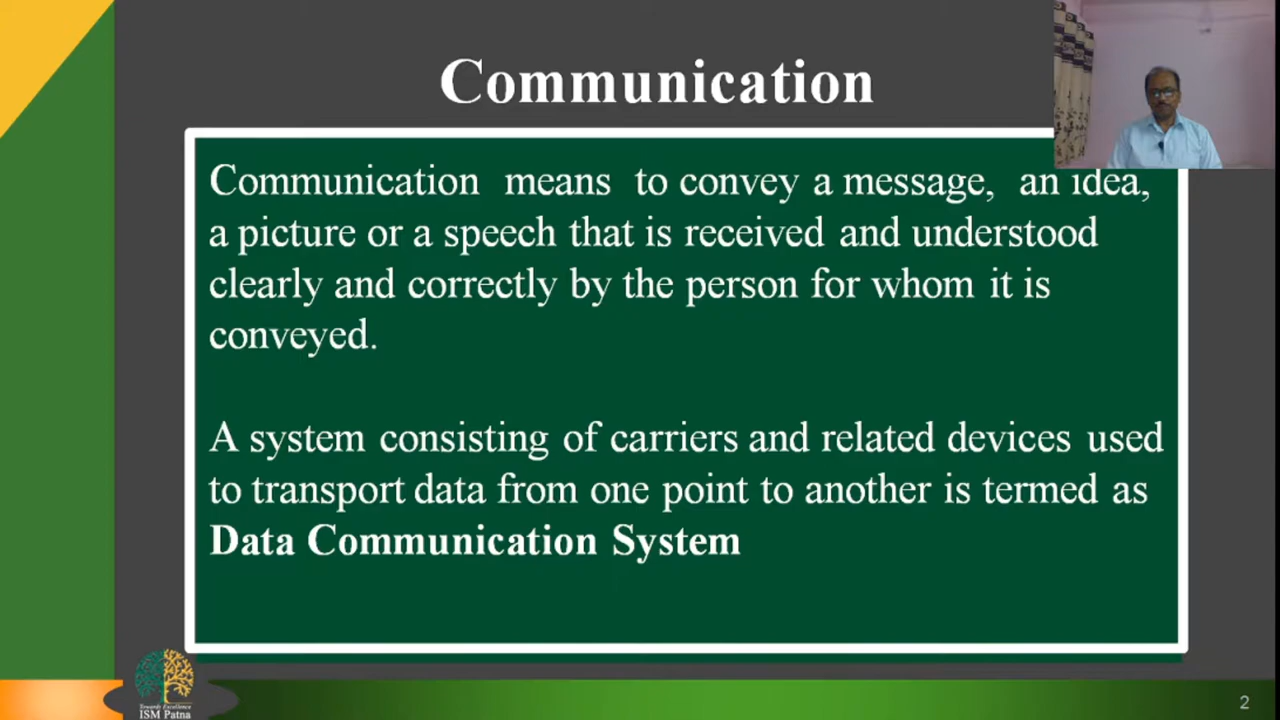 Communication
Communication means to convey a message, an idea,
a picture or a speech that is received and understood
clearly and correctly by the person for whom it is
conveyed.
A system consisting of carriers and related devices used
to transport data from one point to another is termed as
Data Communication System
Towards Excellence
ISM Patna
2